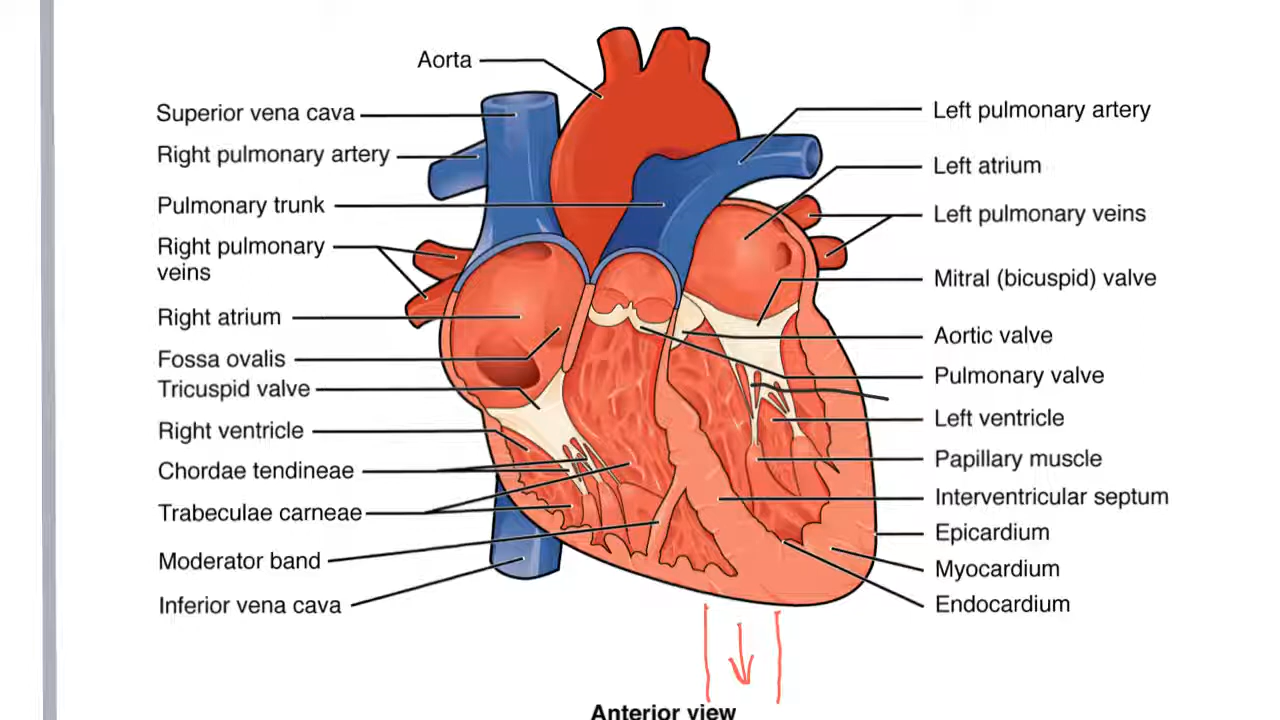 Aorta
Superior vena cava
Right pulmonary artery
Pulmonary trunk
Right pulmonary
veins
Right atrium
Fossa ovalis
Tricuspid valve
Right ventricle
Chordae tendineae
Trabeculae carneae
Moderator band
Inferior vena cava
Left pulmonary artery
Left atrium
Left pulmonary veins
Mitral (bicuspid) valve
Aortic valve
Pulmonary valve
Left ventricle
Papillary muscle
Interventricular septum
Epicardium
Myocardium
Endocardium
Anterior view